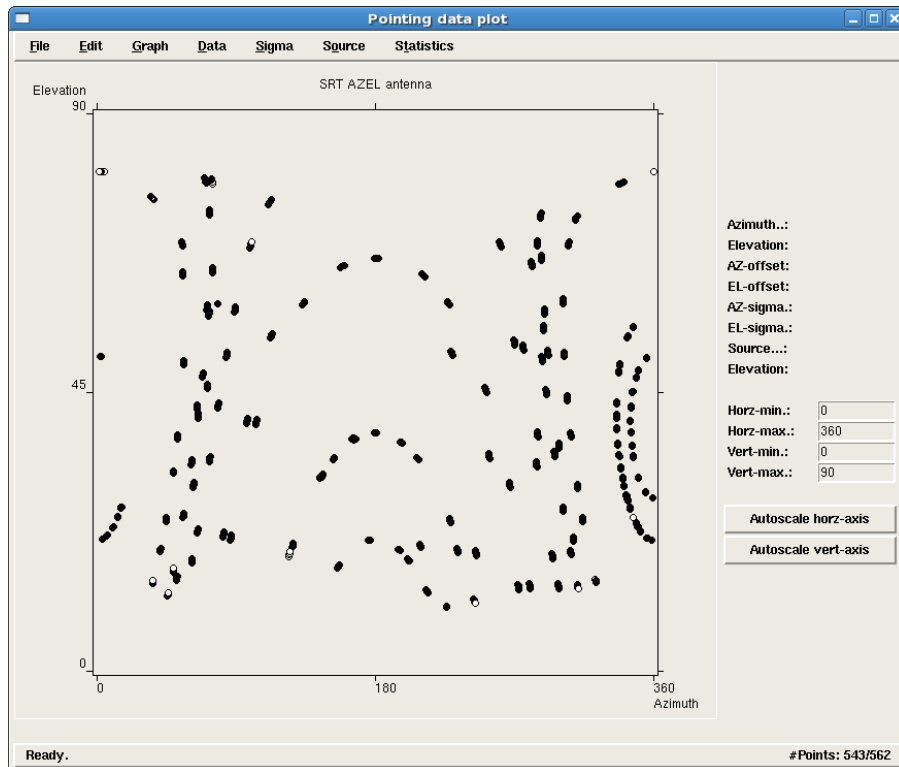 Pointing data plot
File Edit Graph Data Sigma Source Statistics
SRT AZEL antenna
Elevation
90
45
0
0 180 360
Azimuth
Azimuth..:
Elevation:
AZ-offset:
EL-offset:
AZ-sigma.:
EL-sigma.:
Source...:
Elevation:
Horz-min.: 0
Horz-max.: 360
Vert-min.: 0
Vert-max.: 90
Autoscale horz-axis
Autoscale vert-axis
Ready. #Points: 543/562